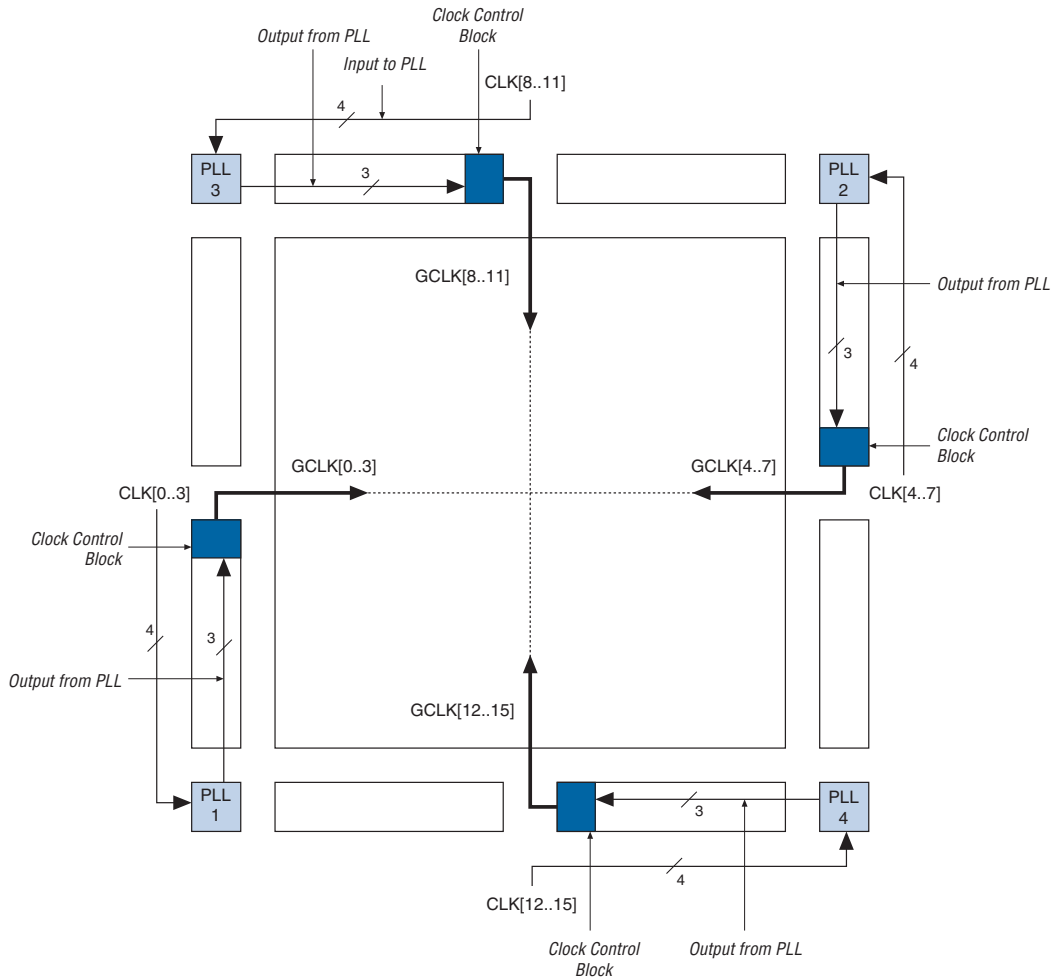 Clock Control
Block
Output from PLL
Input to PLL
CLK[8..11]
4
PLL
3
3
PLL
2
GCLK[8..11]
Output from PLL
3
4
Clock Control
Block
GCLK[0..3]
GCLK[4..7]
CLK[0..3]
CLK[4..7]
Clock Control
Block
4
3
Output from PLL
GCLK[12..15]
PLL
1
3
PLL
4
4
CLK[12..15]
Clock Control
Block
Output from PLL